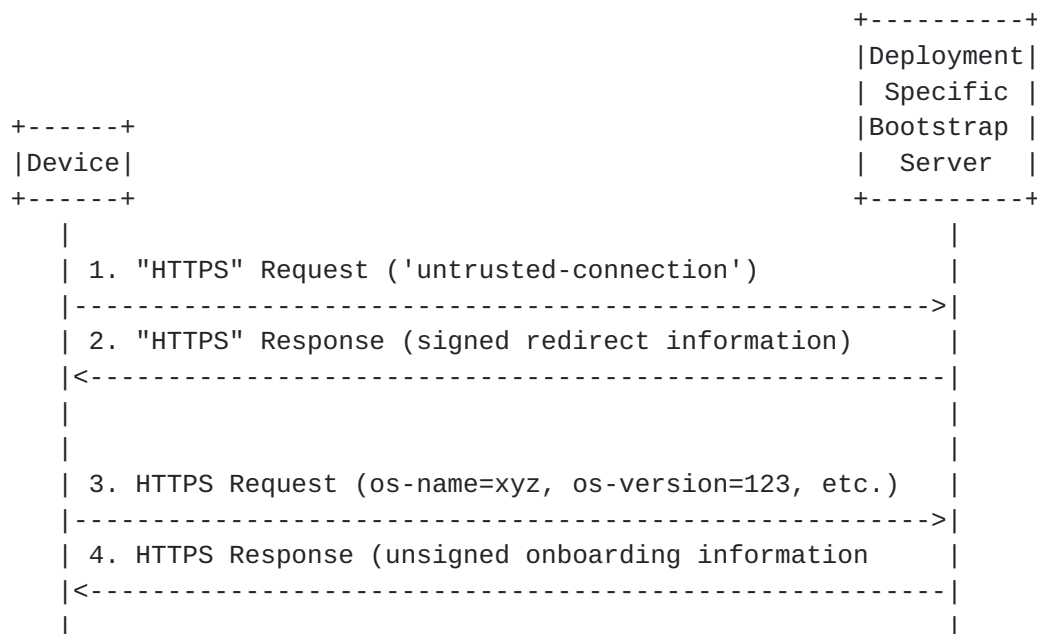 +----------+
                                                      |Deployment|
                                                      | Specific |
+------+                                              |Bootstrap |
|Device|                                              |  Server  |
+------+                                              +----------+
   |                                                        |
   | 1. "HTTPS" Request ('untrusted-connection')            |
   |------------------------------------------------------->|
   | 2. "HTTPS" Response (signed redirect information)      |
   |<-------------------------------------------------------|
   |                                                        |
   |                                                        |
   | 3. HTTPS Request (os-name=xyz, os-version=123, etc.)   |
   |------------------------------------------------------->|
   | 4. HTTPS Response (unsigned onboarding information     |
   |<-------------------------------------------------------|
   |                                                        |